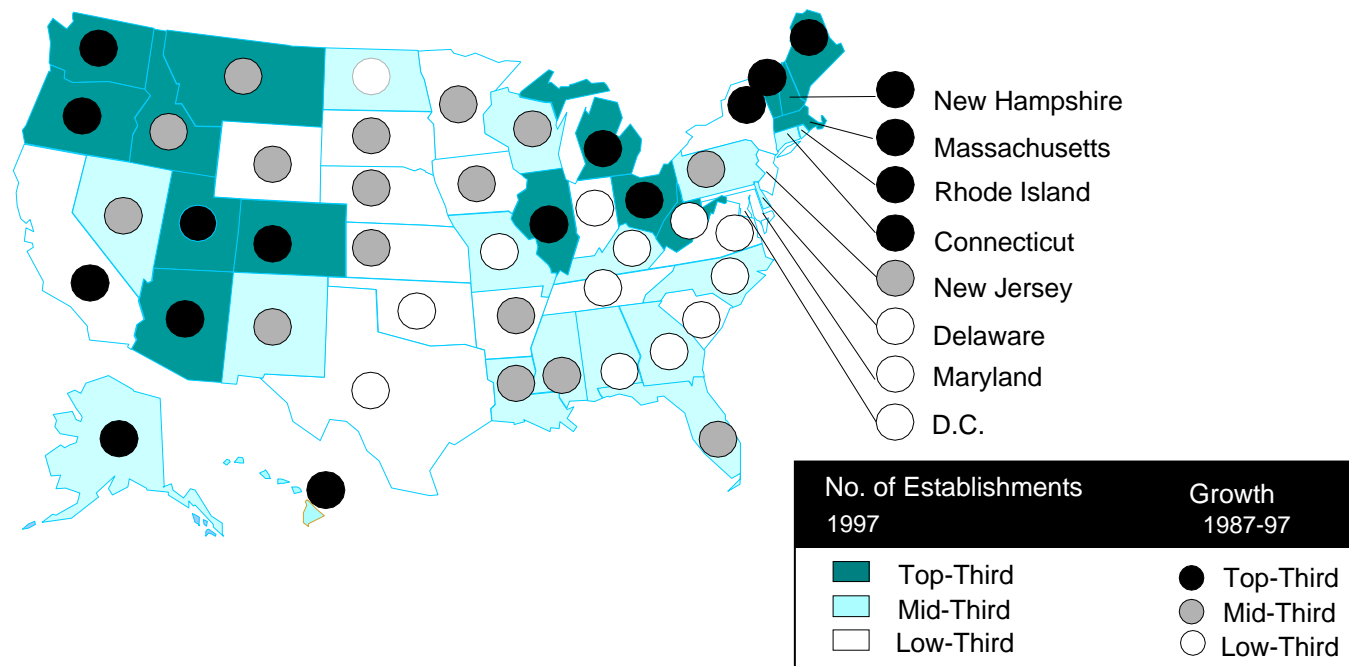 New Hampshire
Massachusetts
Rhode Island
Connecticut
New Jersey
Delaware
Maryland
D.C.
No. of Establishments
1997
Growth
1987-97
Top-Third
Mid-Third
Low-Third
Top-Third
Mid-Third
Low-Third